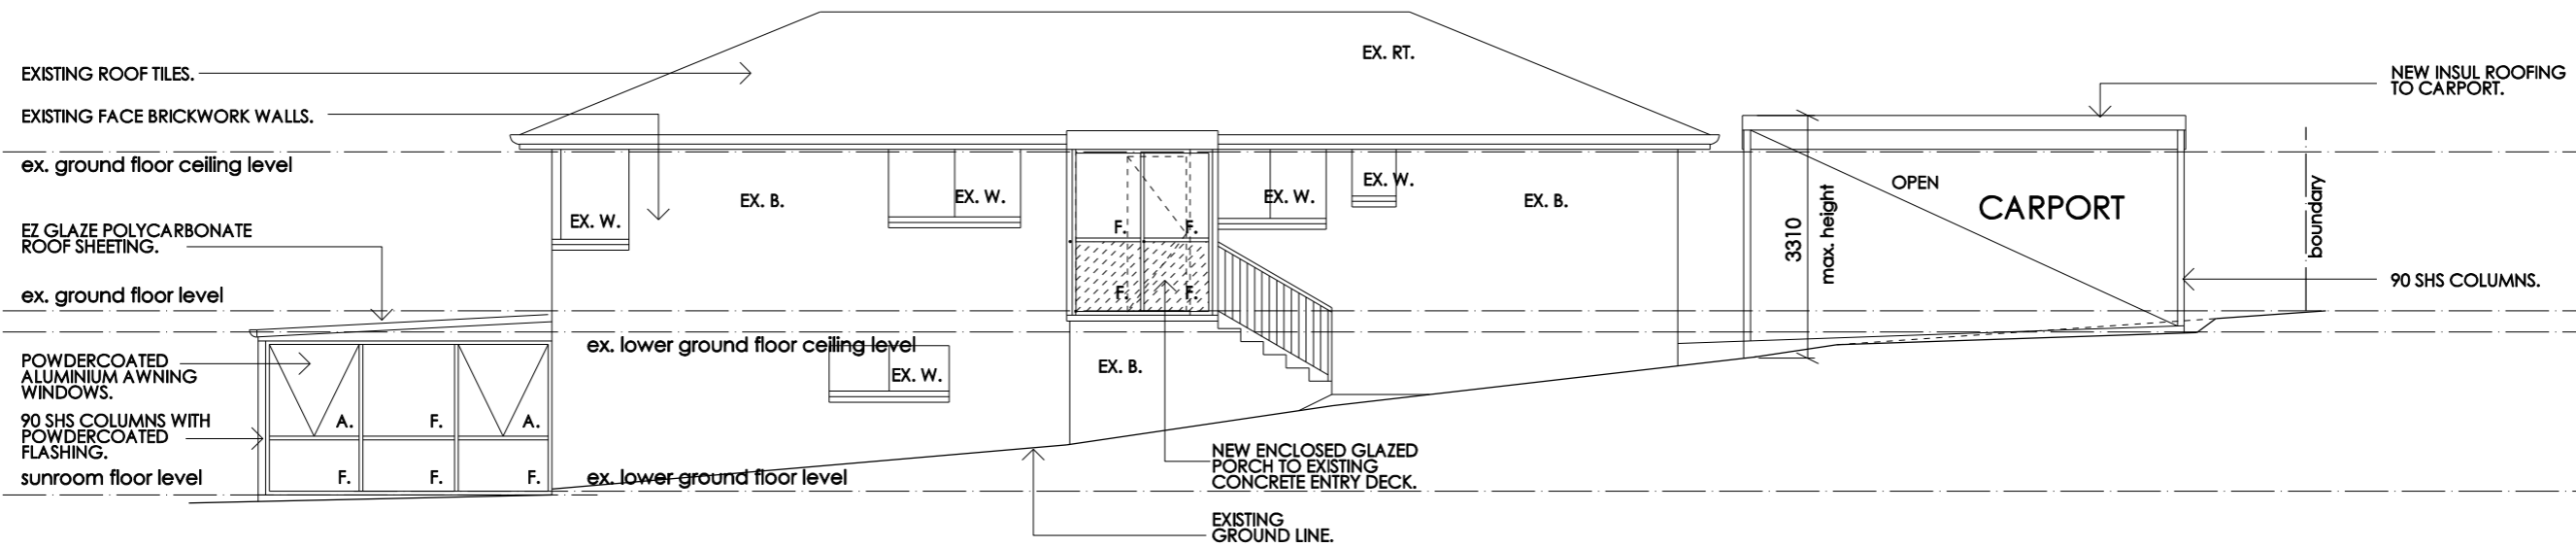 EX. RT.
EXISTING ROOF TILES.
NEW INSUL ROOFING
TO CARPORT.
EXISTING FACE BRICKWORK WALLS.
ex. ground floor ceiling level
EX. W.
EX. B.
EX. W.
EX. W.
EX. W.
EX. B.
OPEN
CARPORT
3310
max. height
boundary
F.
F.
F.
F.
EZ GLAZE POLYCARBONATE
ROOF SHEETING.
90 SHS COLUMNS.
ex. ground floor level
ex. lower ground floor ceiling level
EX. W.
EX. B.
POWDERCOATED
ALUMINIUM AWNING
WINDOWS.
90 SHS COLUMNS WITH
POWDERCOATED
FLASHING.
A.
F.
A.
F.
F.
F.
sunroom floor level
ex. lower ground floor level
NEW ENCLOSED GLAZED
PORCH TO EXISTING
CONCRETE ENTRY DECK.
EXISTING
GROUND LINE.